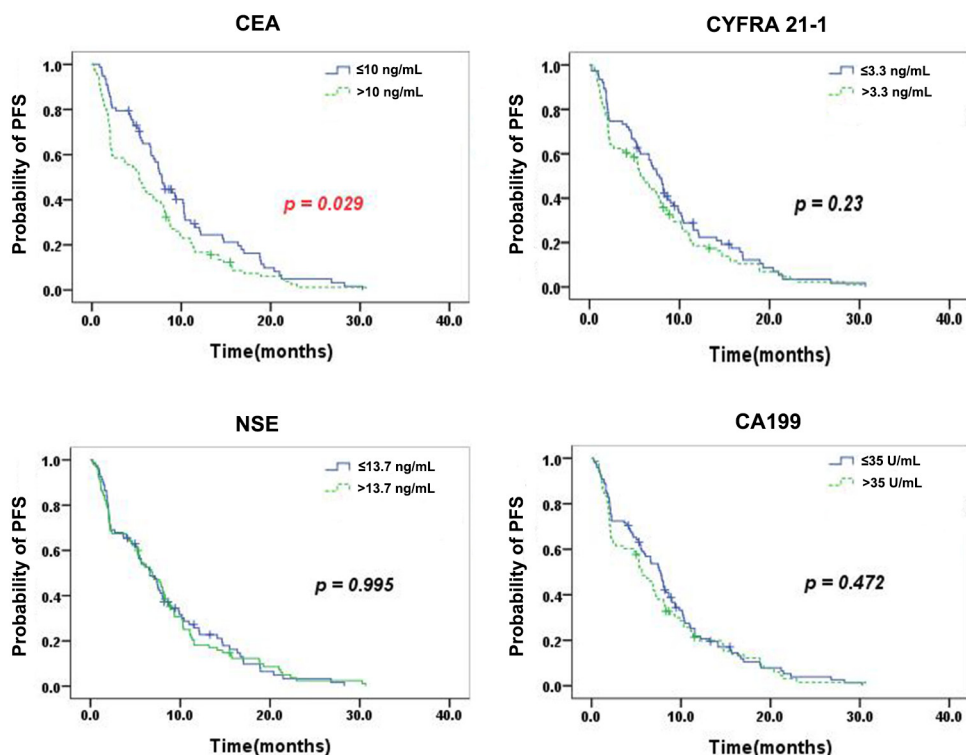 CEA
≤10 ng/mL
>10 ng/mL
p = 0.029
Probability of PFS
1.0
0.8
0.6
0.4
0.2
0.0
0.0 10.0 20.0 30.0 40.0
Time(months)
CYFRA 21-1
≤3.3 ng/mL
>3.3 ng/mL
p = 0.23
Probability of PFS
1.0
0.8
0.6
0.4
0.2
0.0
0.0 10.0 20.0 30.0 40.0
Time(months)
NSE
≤13.7 ng/mL
>13.7 ng/mL
p = 0.995
Probability of PFS
1.0
0.8
0.6
0.4
0.2
0.0
0.0 10.0 20.0 30.0 40.0
Time(months)
CA199
≤35 U/mL
>35 U/mL
p = 0.472
Probability of PFS
1.0
0.8
0.6
0.4
0.2
0.0
0.0 10.0 20.0 30.0 40.0
Time(months)